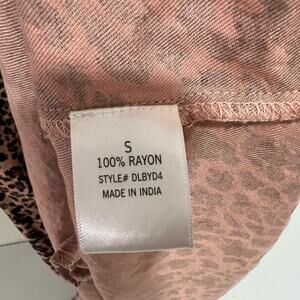 S
100% RAYON
STYLE# DLBYD4
MADE IN INDIA